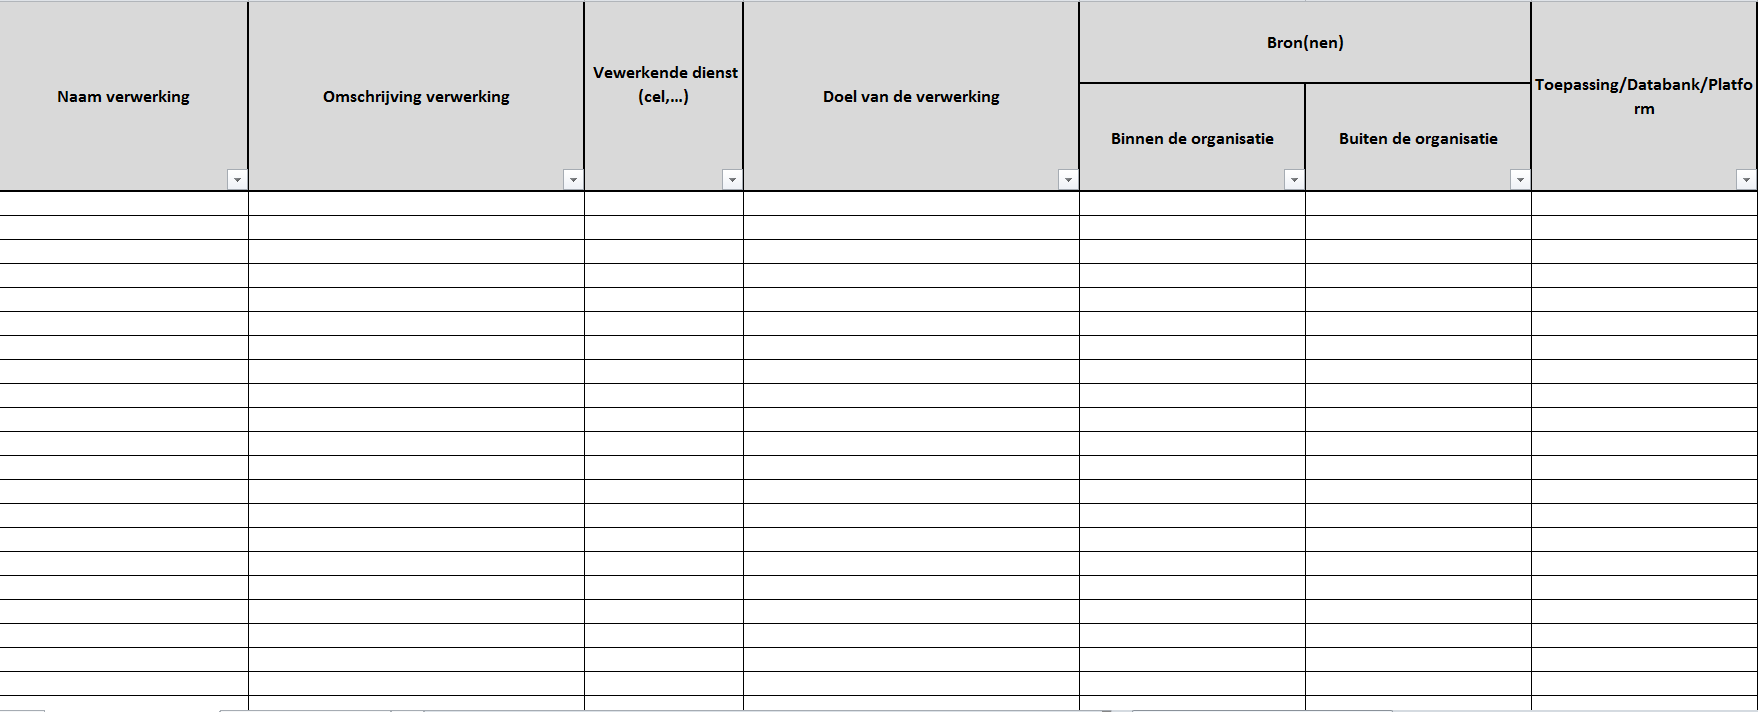 Naam verwerking
Omschrijving verwerking
Vewerkende dienst
(cel,...)
Doel van de verwerking
Bron(nen)
Binnen de organisatie
Buiten de organisatie
Toepassing/Databank/Platfo
rm